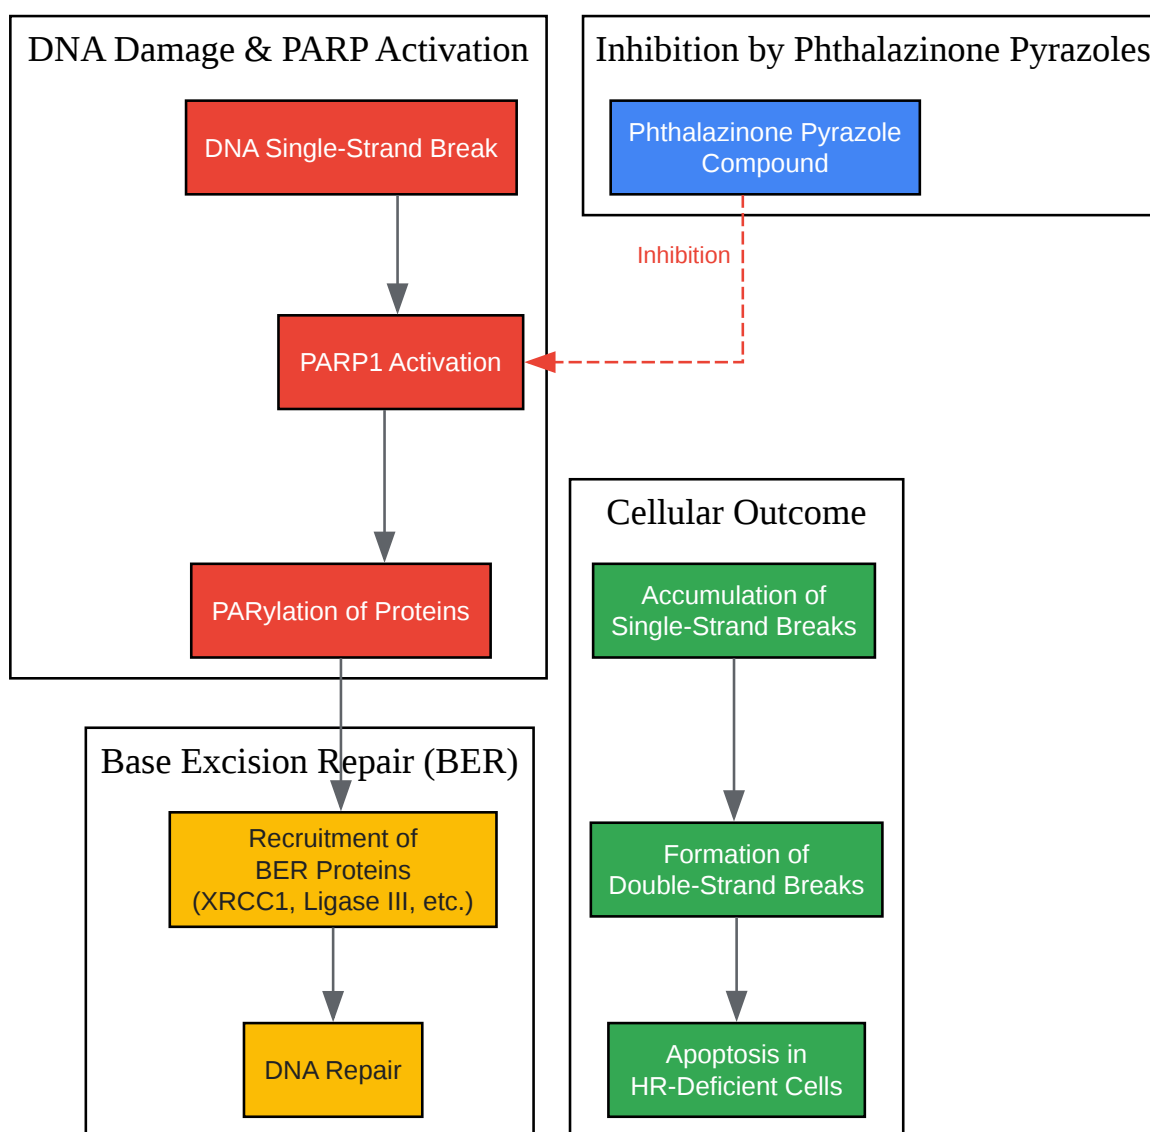 DNA Damage & PARP Activation
DNA Single-Strand Break
PARP1 Activation
PARylation of Proteins
Inhibition by Phthalazinone Pyrazoles
Phthalazinone Pyrazole
Compound
Inhibition
Base Excision Repair (BER)
Recruitment of
BER Proteins
(XRCC1, Ligase III, etc.)
DNA Repair
Cellular Outcome
Accumulation of
Single-Strand Breaks
Formation of
Double-Strand Breaks
Apoptosis in
HR-Deficient Cells